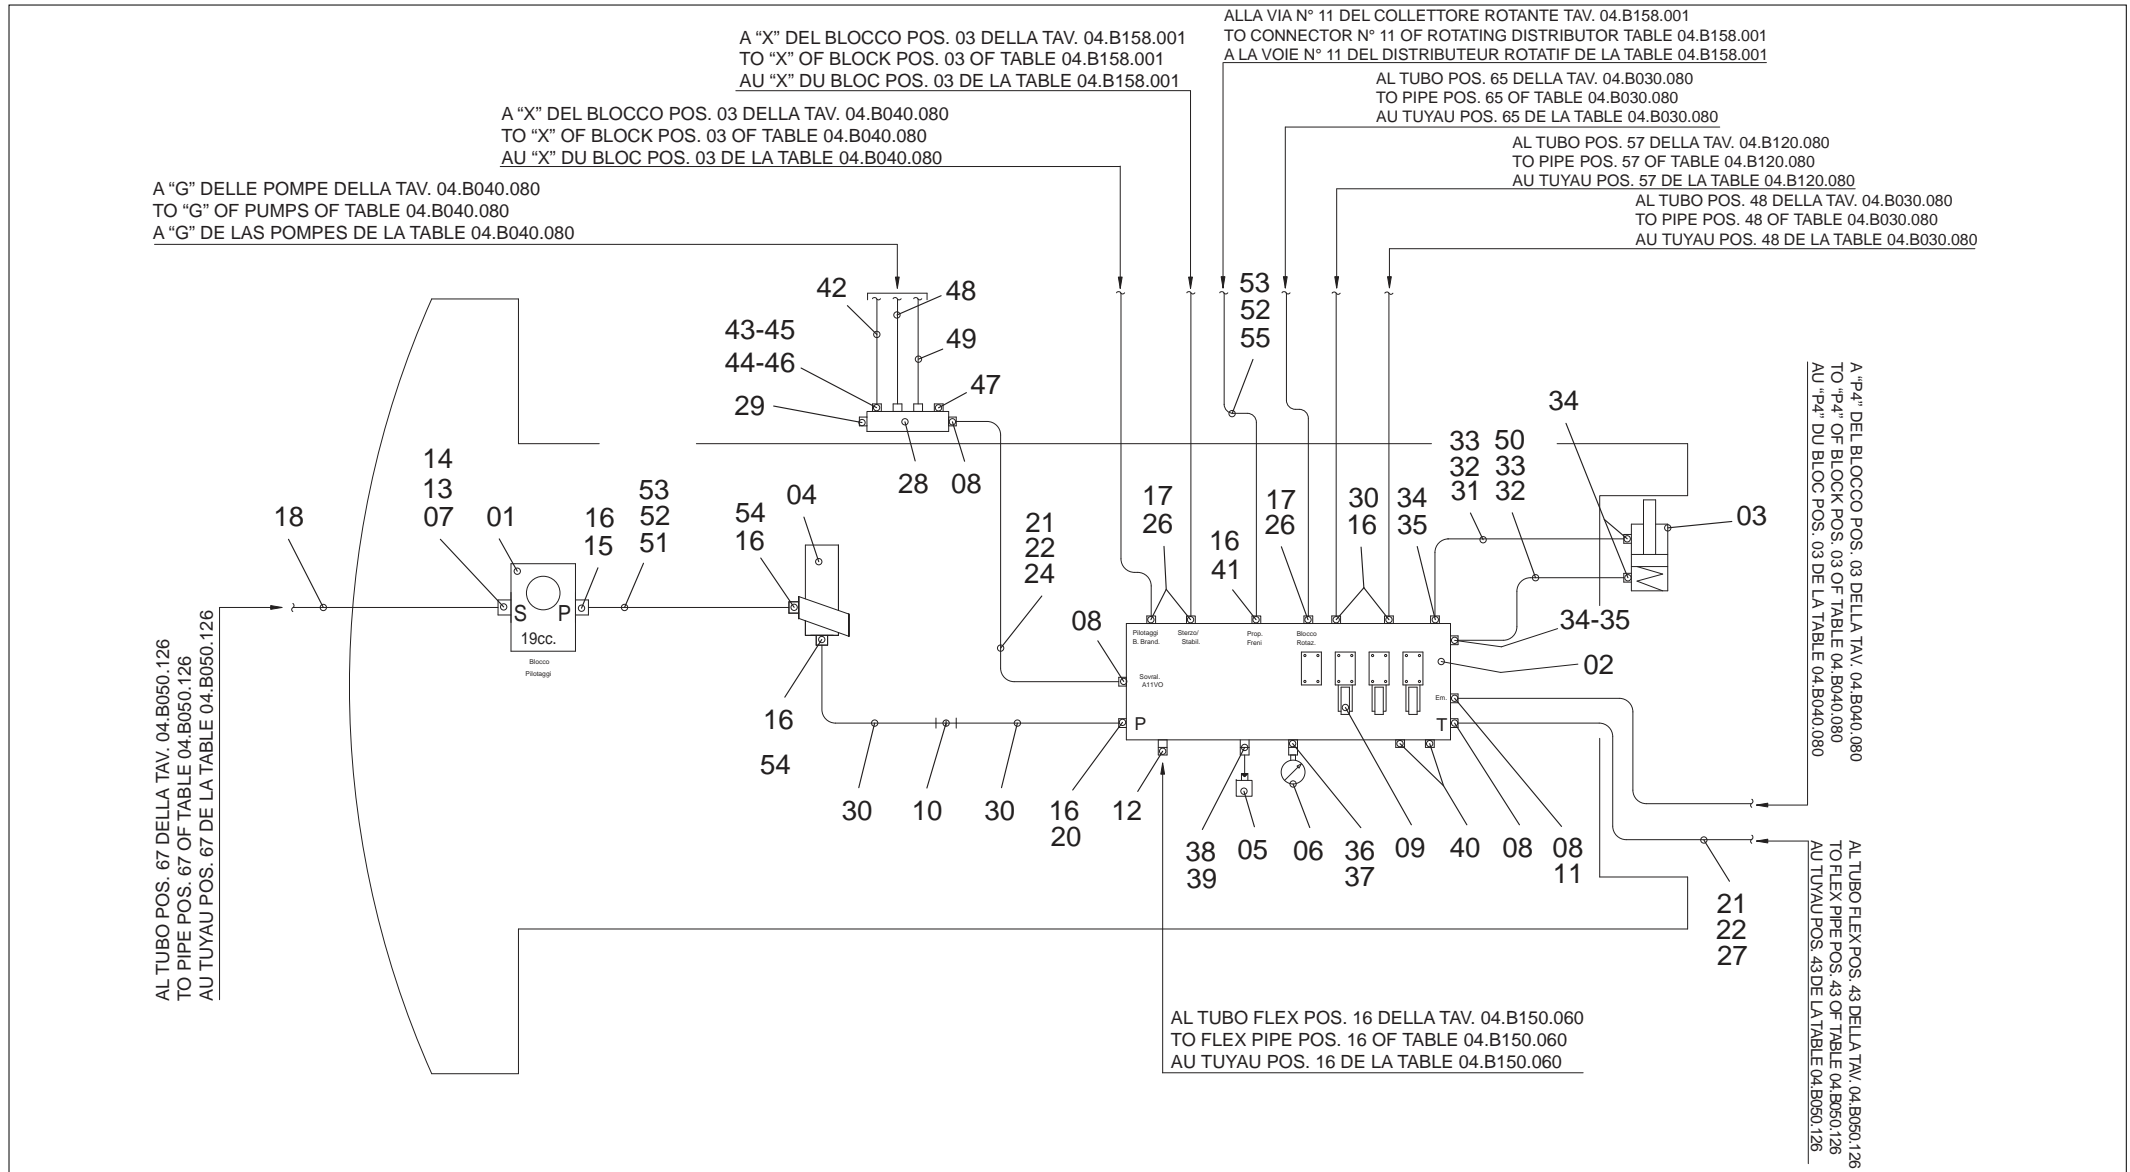 ALLA VIA N° 11 DEL COLLETTORE ROTANTE TAV. 04.B158.001
TO CONNECTOR N° 11 OF ROTATING DISTRIBUTOR TABLE 04.B158.001
A LA VOIE N° 11 DEL DISTRIBUTEUR ROTATIF DE LA TABLE 04.B158.001
A “X” DEL BLOCCO POS. 03 DELLA TAV. 04.B158.001
TO “X” OF BLOCK POS. 03 OF TABLE 04.B158.001
AU “X” DU BLOC POS. 03 DE LA TABLE 04.B158.001
AL TUBO POS. 65 DELLA TAV. 04.B030.080
TO PIPE POS. 65 OF TABLE 04.B030.080
AU TUYAU POS. 65 DE LA TABLE 04.B030.080
A “X” DEL BLOCCO POS. 03 DELLA TAV. 04.B040.080
TO “X” OF BLOCK POS. 03 OF TABLE 04.B040.080
AU “X” DU BLOC POS. 03 DE LA TABLE 04.B040.080
AL TUBO POS. 57 DELLA TAV. 04.B120.080
TO PIPE POS. 57 OF TABLE 04.B120.080
AU TUYAU POS. 57 DE LA TABLE 04.B120.080
A “G” DELLE POMPE DELLA TAV. 04.B040.080
TO “G” OF PUMPS OF TABLE 04.B040.080
A “G” DE LAS POMPES DE LA TABLE 04.B040.080
AL TUBO POS. 48 DELLA TAV. 04.B030.080
TO PIPE POS. 48 OF TABLE 04.B030.080
AU TUYAU POS. 48 DE LA TABLE 04.B030.080
42
48
53
52
55
43-45
44-46
49
47
29
28
08
34
A “P4” DEL BLOCCO POS. 03 DELLA TAV. 04.B040.080
TO “P4” OF BLOCK POS. 03 OF TABLE 04.B040.080
AU “P4” DU BLOC POS. 03 DE LA TABLE 04.B040.080
18
14
13
07
01
16
15
53
52
51
54
16
04
21
22
24
17
26
16
41
17
26
30
16
34
35
33
32
31
50
33
32
03
S
P
19cc.
Blocco
Pilotaggi
08
Pilotaggi
B. Brand.
Sterzo/
Stabil.
Prop.
Freni
Blocco
Rotaz.
34-35
02
Sovral.
A11VO
Em.
P
T
AL TUBO POS. 67 DELLA TAV. 04.B050.126
TO PIPE POS. 67 OF TABLE 04.B050.126
AU TUYAU POS. 67 DE LA TABLE 04.B050.126
16
54
30
10
30
16
20
12
38
39
05
06
36
37
09
40
08
08
11
21
22
27
AL TUBO FLEX POS. 43 DELLA TAV. 04.B050.126
TO FLEX PIPE POS. 43 OF TABLE 04.B050.126
AU TUYAU POS. 43 DE LA TABLE 04.B050.126
AL TUBO FLEX POS. 16 DELLA TAV. 04.B150.060
TO FLEX PIPE POS. 16 OF TABLE 04.B150.060
AU TUYAU POS. 16 DE LA TABLE 04.B150.060